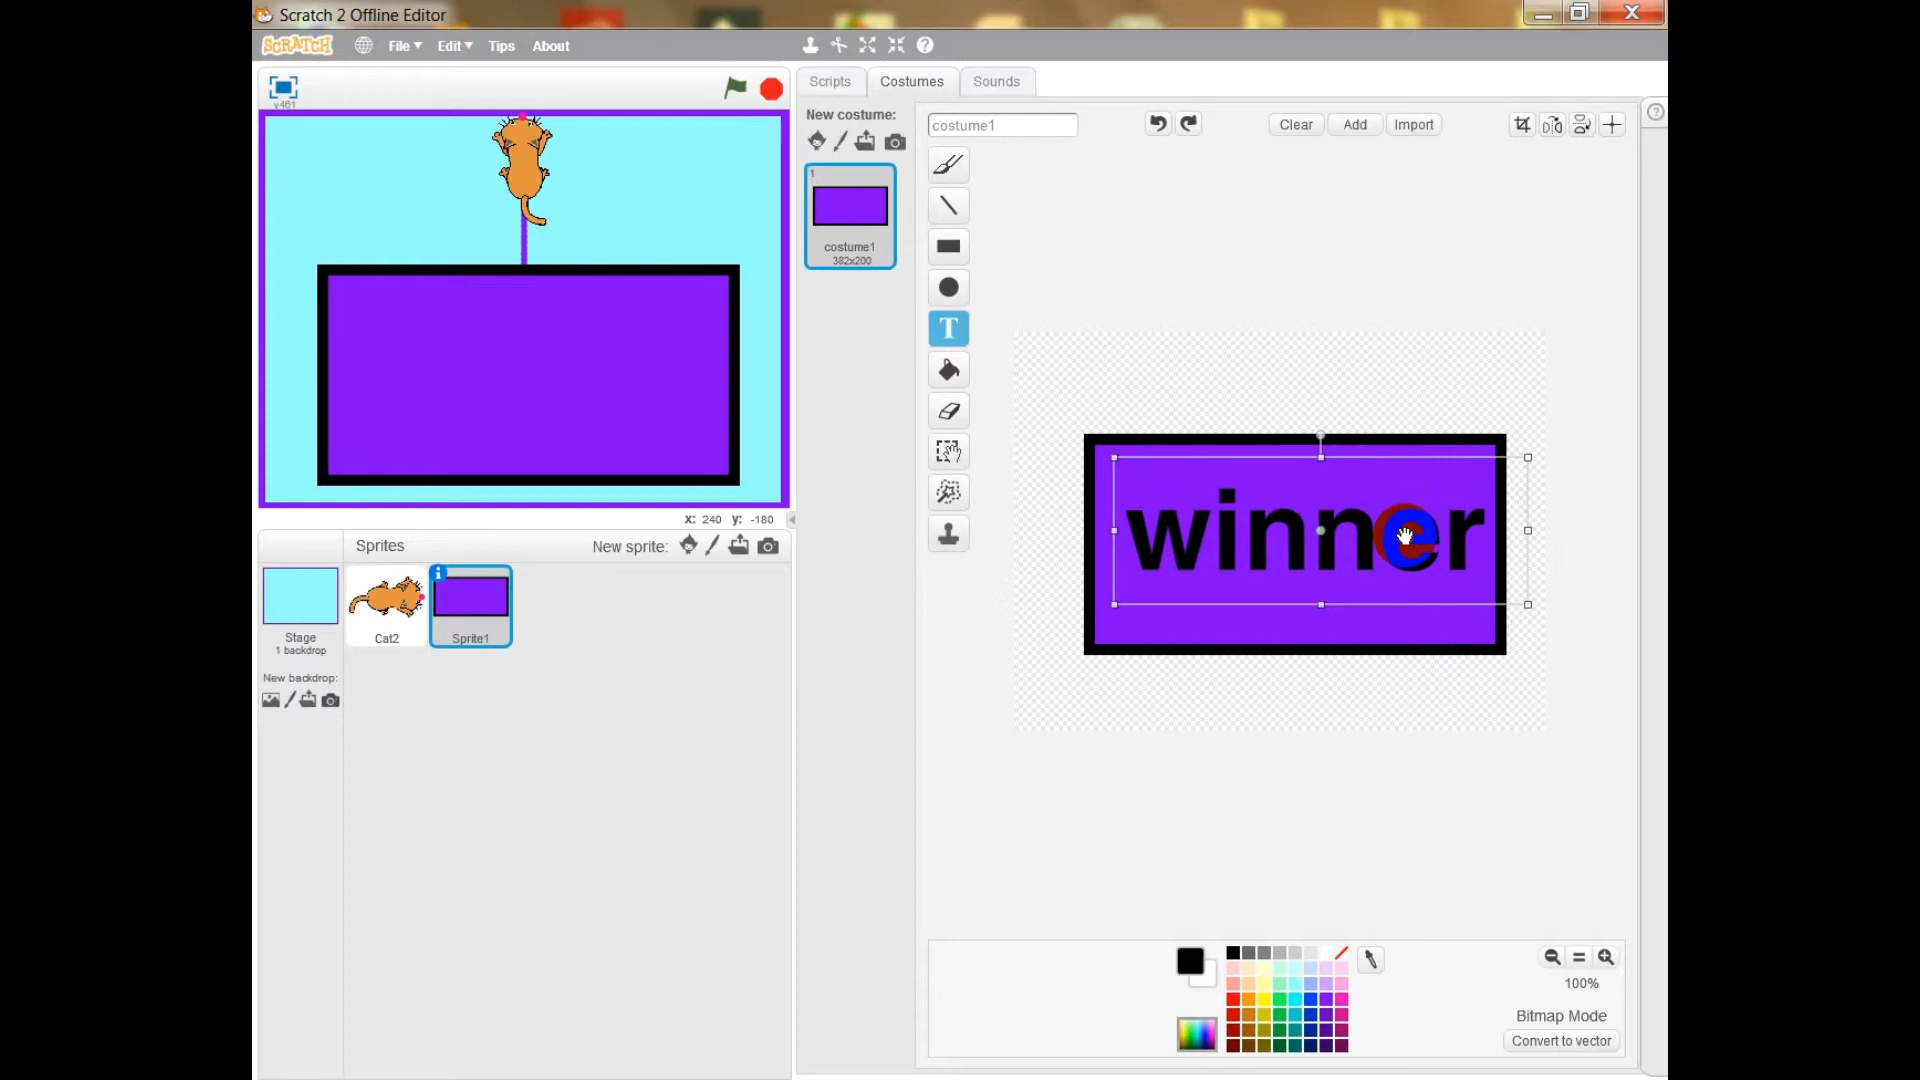 Scratch 2 Offline Editor
SCRATCH File Edit Tips About
v461
Scripts Costumes Sounds
New costume:
costume1
Clear Add Import
1
costume1
382x200
T
winner
x: 240 y: -180
Sprites New sprite:
Stage
1 backdrop
New backdrop:
Cat2
Sprite1
100%
Bitmap Mode
Convert to vector